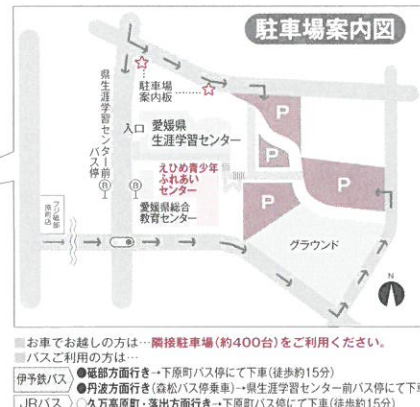 駐車場案内図
駐車場
案内板
県生涯学習センター前
バス停
入口
愛媛県
生涯学習センター
えひめ青少年
ふれあい
センター
愛媛県総合
教育センター
P
P
P
P
グラウンド
N
フジ砥部
原町店
お車でお越しの方は…隣接駐車場(約400台)をご利用ください。
バスご利用の方は…
伊予鉄バス ●砥部方面行き→下原町バス停にて下車(徒歩約15分)
●丹波方面行き(森松バス停乗車)→県生涯学習センター前バス停にて下車
JRバス ○久万高原町・落出方面行き→下原町バス停にて下車(徒歩約15分)